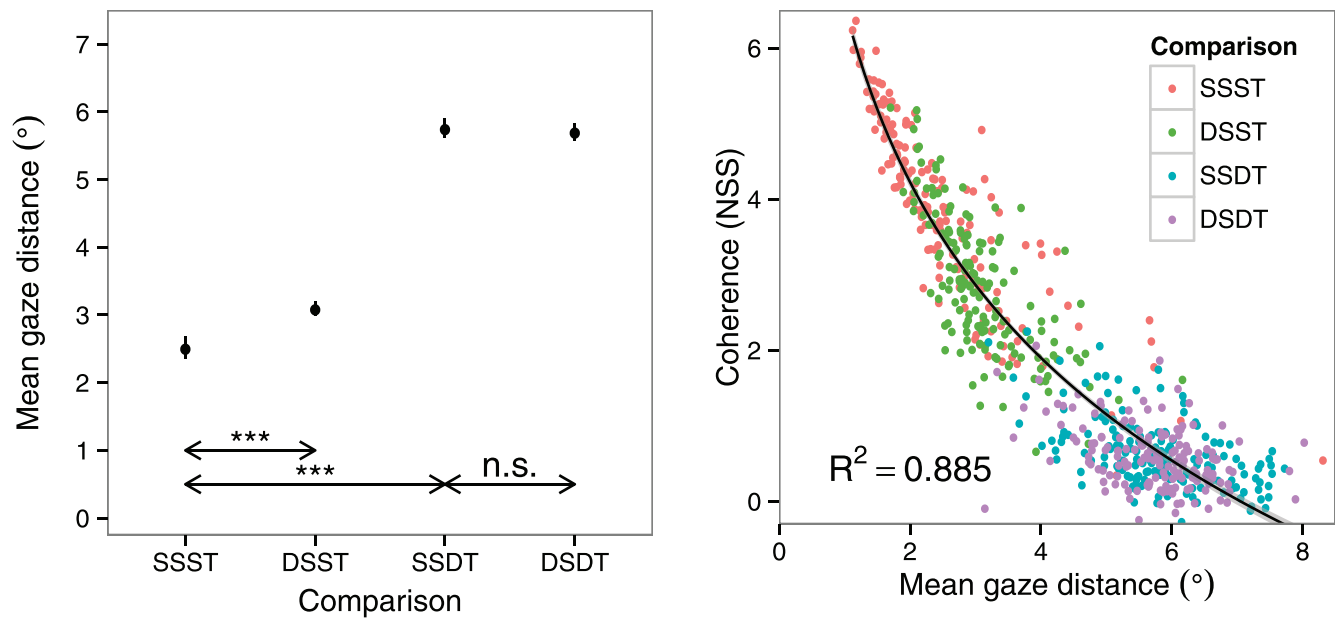 Mean gaze distance (°)
7
6
5
4
3
2
1
0
***
***
n.s.
SSST
DSST
SSDT
DSDT
Comparison
Coherence (NSS)
6
4
2
0
Comparison
SSST
DSST
SSDT
DSDT
R² = 0.885
0
2
4
6
8
Mean gaze distance (°)